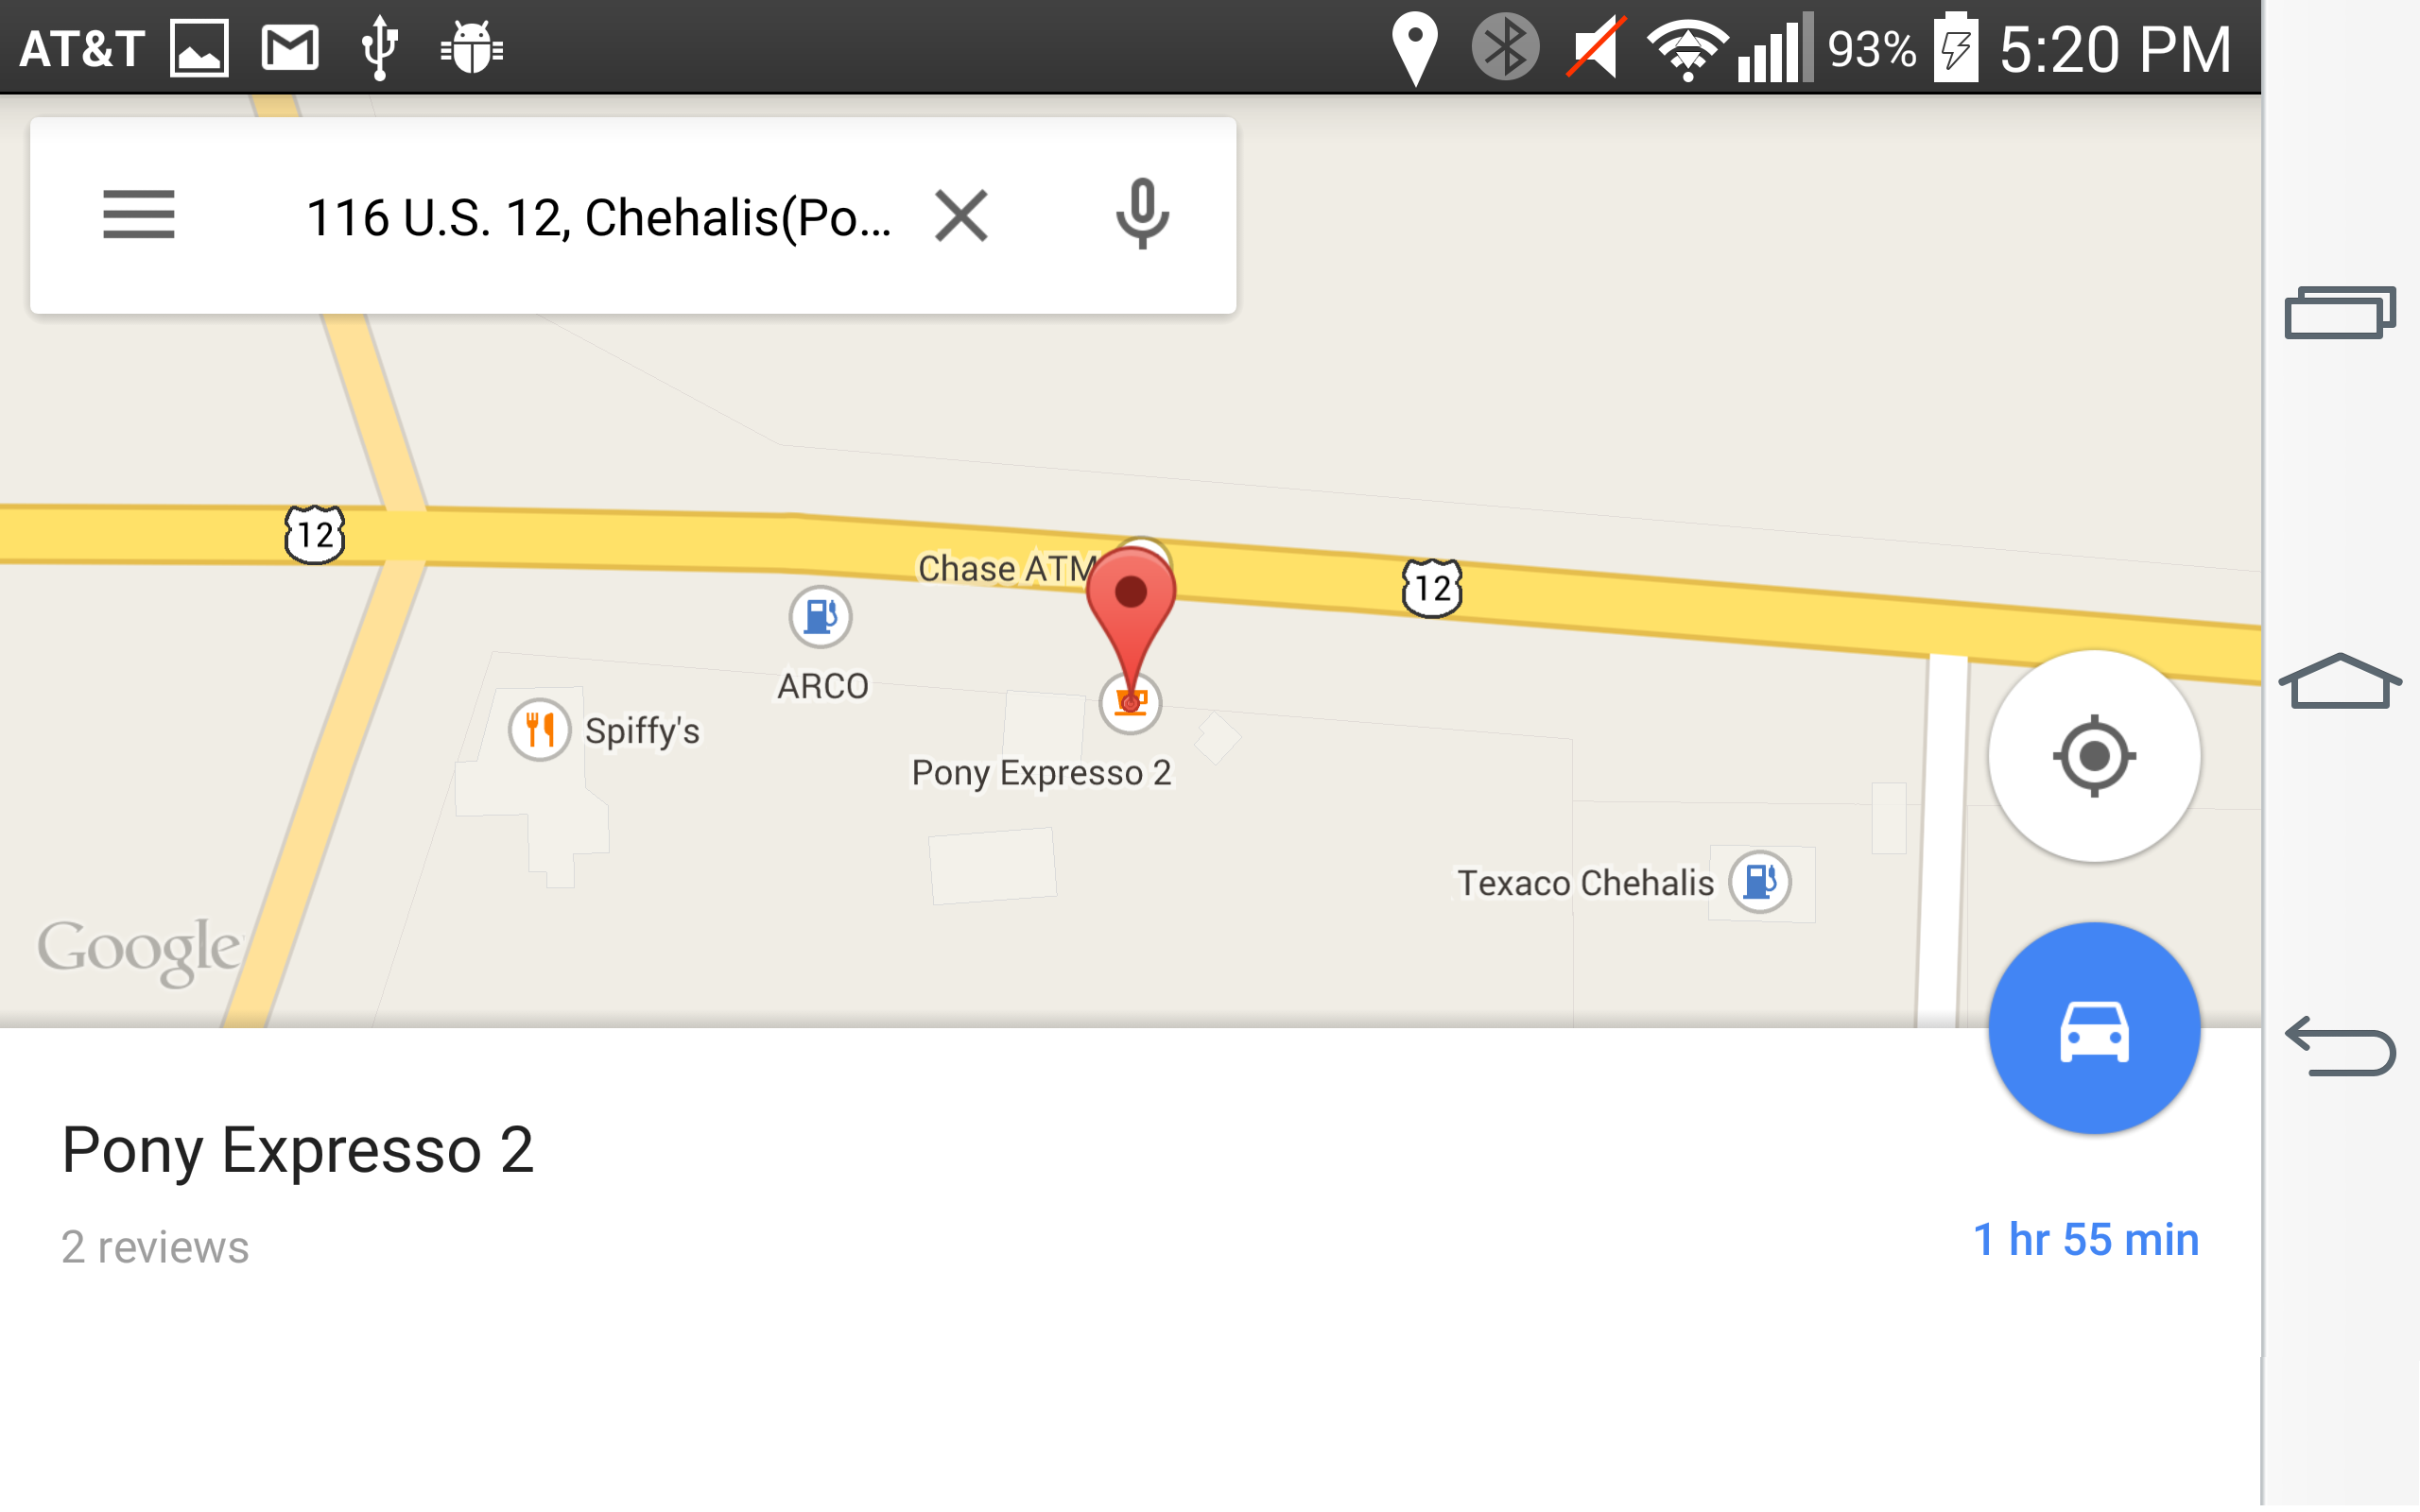 AT&T 93% 5:20 PM
116 U.S. 12, Chehalis(Po...
12
Chase ATM
12
ARCO
Spiffy's
Pony Expresso 2
Texaco Chehalis
Google
Pony Expresso 2
2 reviews
1 hr 55 min